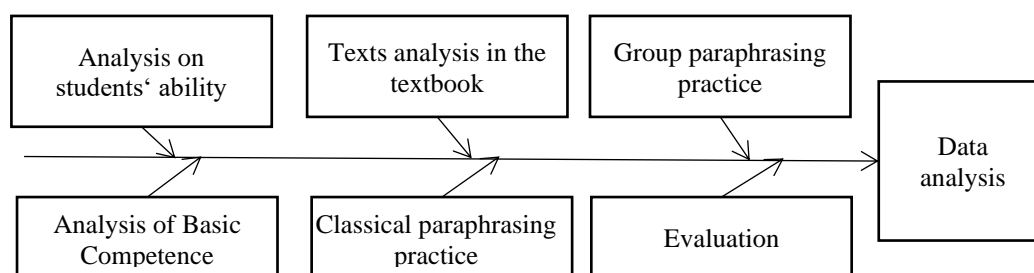 Analysis on
students‘ ability
Texts analysis in the
textbook
Group paraphrasing
practice
Data
analysis
Analysis of Basic
Competence
Classical paraphrasing
practice
Evaluation